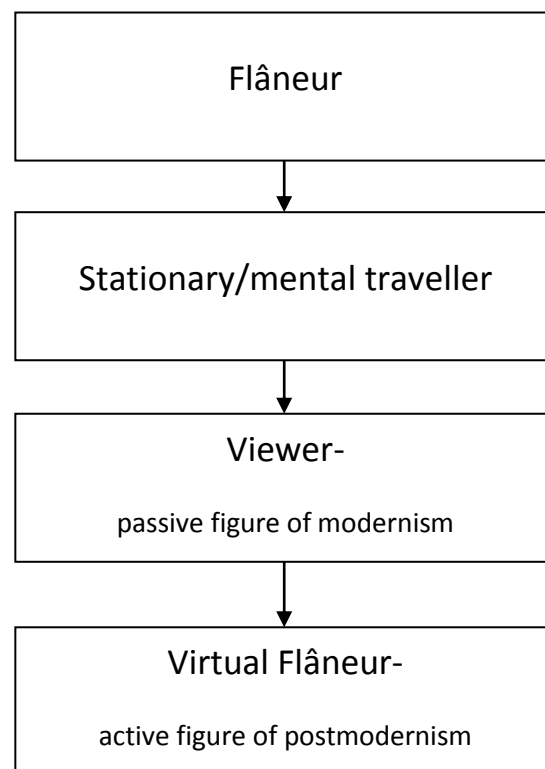 Flâneur
Stationary/mental traveller
Viewer-
passive figure of modernism
Virtual Flâneur-
active figure of postmodernism